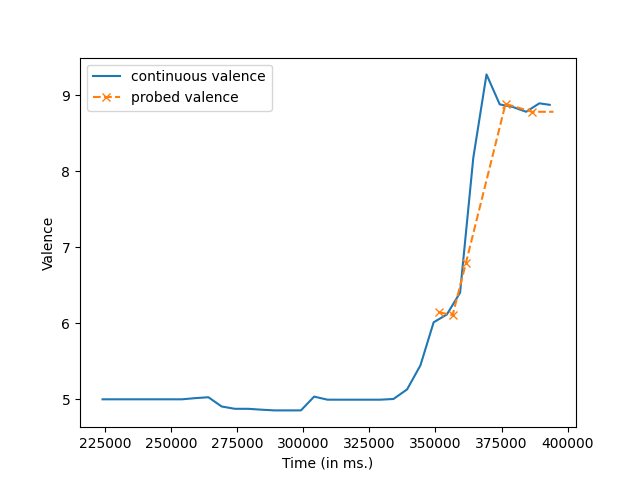 continuous valence
probed valence
9
8
7
6
5
Valence
225000 250000 275000 300000 325000 350000 375000 400000
Time (in ms.)